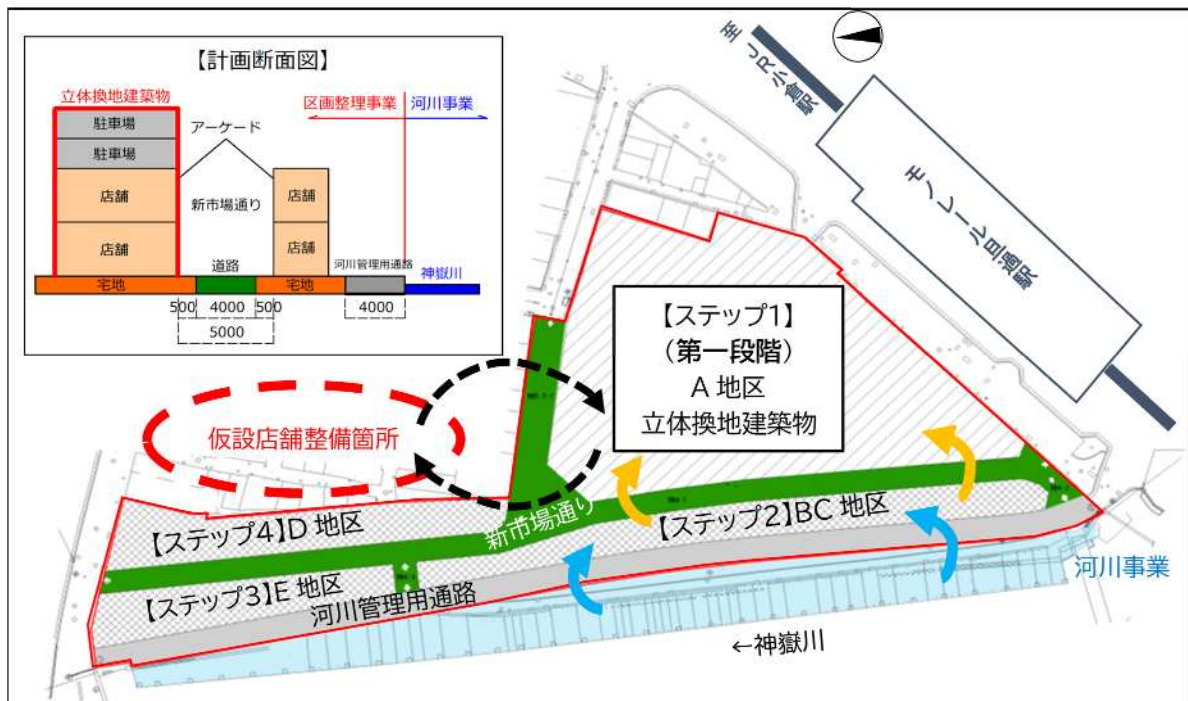 【計画断面図】
立体換地建築物
駐車場
駐車場
店舗
店舗
アーケード
新市場通り
道路
区画整理事業
河川事業
店舗
店舗
河川管理用通路
神嶽川
宅地
宅地
500
4000
500
4000
5000
至JR小倉駅
モノレール旦過駅
【ステップ1】
(第一段階)
A 地区
立体換地建築物
仮設店舗整備箇所
【ステップ4】D 地区
新市場通り
【ステップ2】BC 地区
【ステップ3】E 地区
河川管理用通路
河川事業
←神嶽川